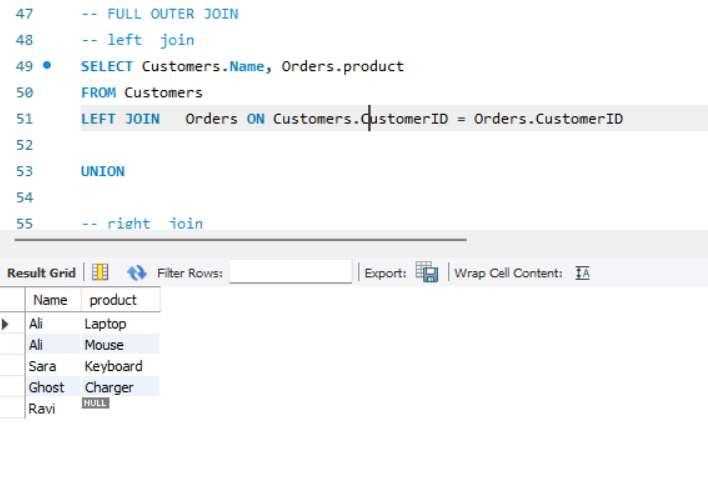 47 -- FULL OUTER JOIN
48 -- left  join
49 SELECT Customers.Name, Orders.product
50 FROM Customers
51 LEFT JOIN   Orders ON Customers.CustomerID = Orders.CustomerID
52
53 UNION
54
55 -- right  join
Result Grid Filter Rows: Export: Wrap Cell Content:
Name product
Ali Laptop
Ali Mouse
Sara Keyboard
Ghost Charger
Ravi NULL